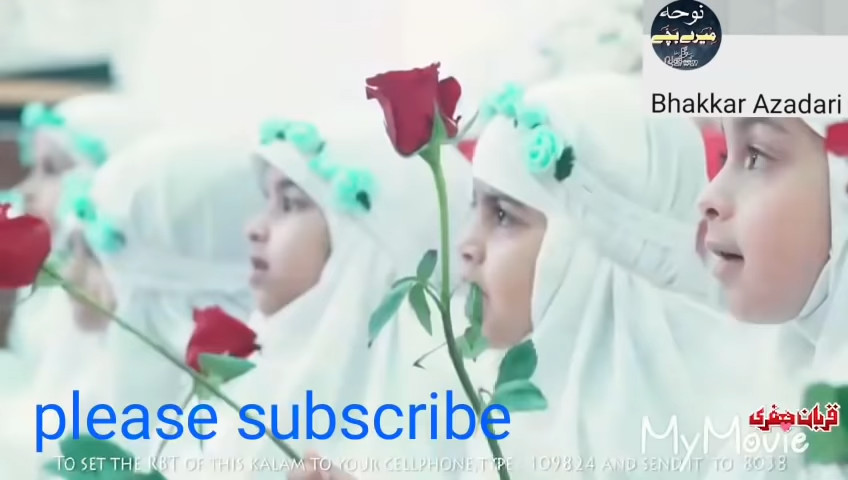 نوحہ
میرے بچے
Bhakkar Azadari
please subscribe
قربان جعفری
MyMovie
TO SET THE RBT OF THIS KALAM TO YOUR CELLPHONE,TYPE 109824 AND SEND IT TO 8038